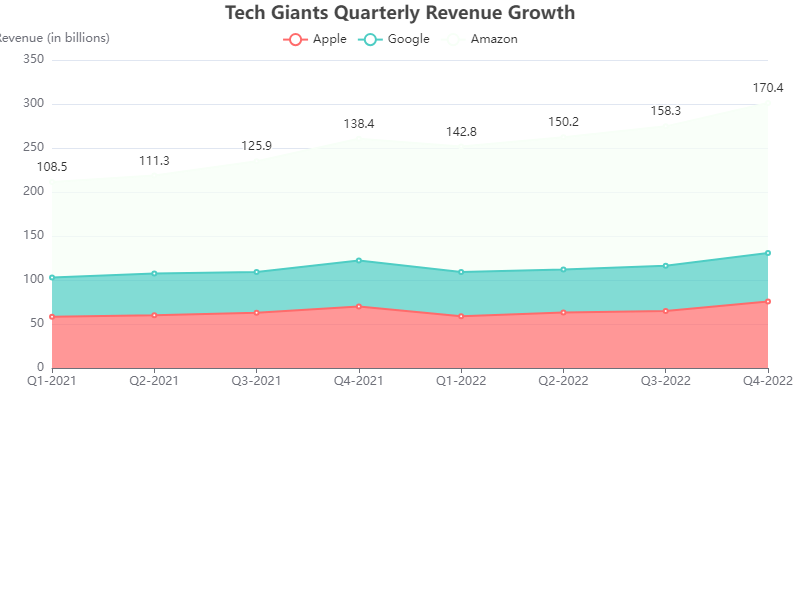 Tech Giants Quarterly Revenue Growth
Revenue (in billions)
Apple Google Amazon
350
300
250
200
150
100
50
0
108.5 111.3 125.9 138.4 142.8 150.2 158.3 170.4
Q1-2021 Q2-2021 Q3-2021 Q4-2021 Q1-2022 Q2-2022 Q3-2022 Q4-2022